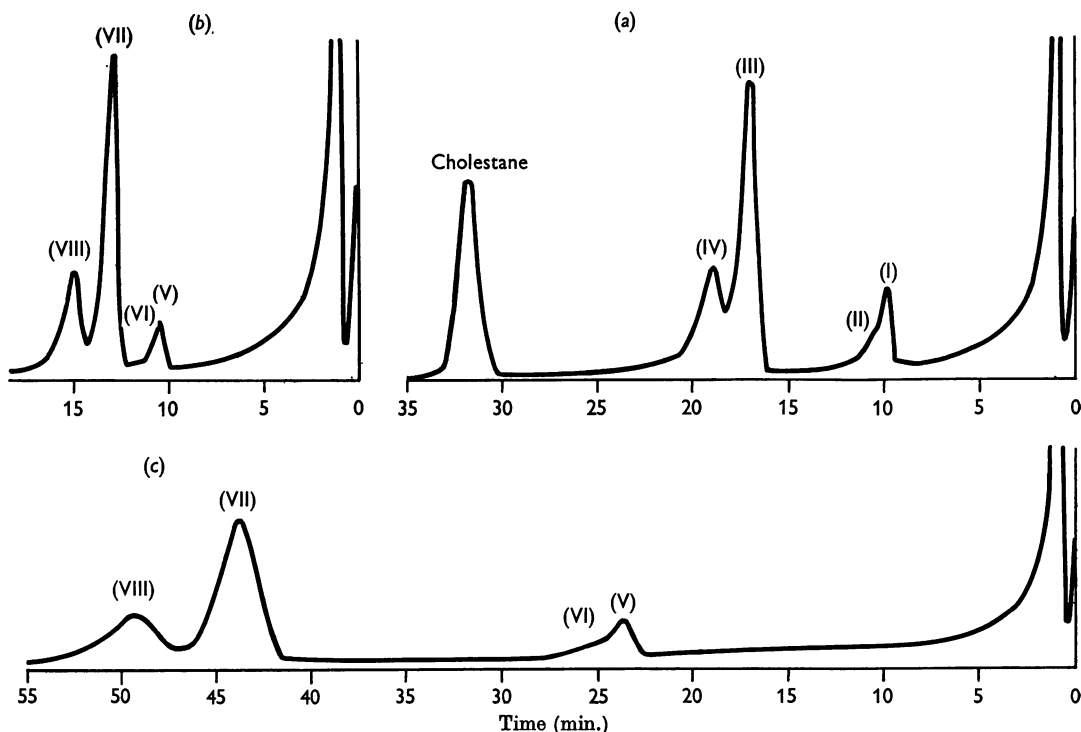 (b).
(a)
(VII)
(III)
Cholestane
(VIII)
(IV)
(VI)
(V)
(II)
(I)
15 10 5 0
35 30 25 20 15 10 5 0
(c)
(VII)
(VIII)
(VI)
(V)
55 50 45 40 35 30 25 20 15 10 5 0
Time (min.)